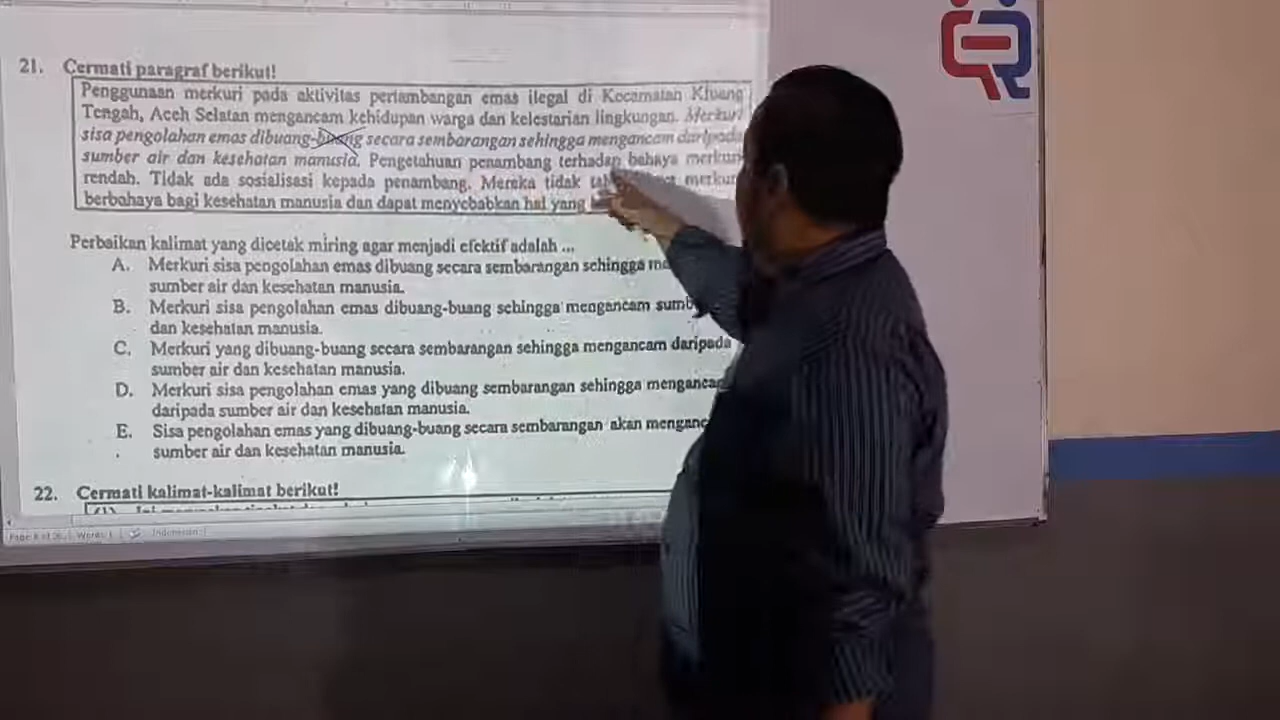 21. Cermati paragraf berikut!
Penggunaan merkuri pada aktivitas pertambangan emas ilegal di Kecamatan Kluang
Tengah, Aceh Selatan mengancam kehidupan warga dan kelestarian lingkungan. Merkuri
sisa pengolahan emas dibuang-buang secara sembarangan sehingga mengancam daripada
sumber air dan kesehatan manusia. Pengetahuan penambang terhadap bahaya merkuri
rendah. Tidak ada sosialisasi kepada penambang. Mereka tidak merkuri
berbahaya bagi kesehatan manusia dan dapat menyebabkan hal yang
Perbaikan kalimat yang dicetak miring agar menjadi efektif adalah ...
A. Merkuri sisa pengolahan emas dibuang secara sembarangan sehingga
sumber air dan kesehatan manusia.
B. Merkuri sisa pengolahan emas dibuang-buang sehingga mengancam
dan kesehatan manusia.
C. Merkuri yang dibuang-buang secara sembarangan sehingga mengancam daripada
sumber air dan kesehatan manusia.
D. Merkuri sisa pengolahan emas yang dibuang sembarangan sehingga mengancam
daripada sumber air dan kesehatan manusia.
E. Sisa pengolahan emas yang dibuang-buang secara sembarangan akan
sumber air dan kesehatan manusia.
22. Cermati kalimat-kalimat berikut!